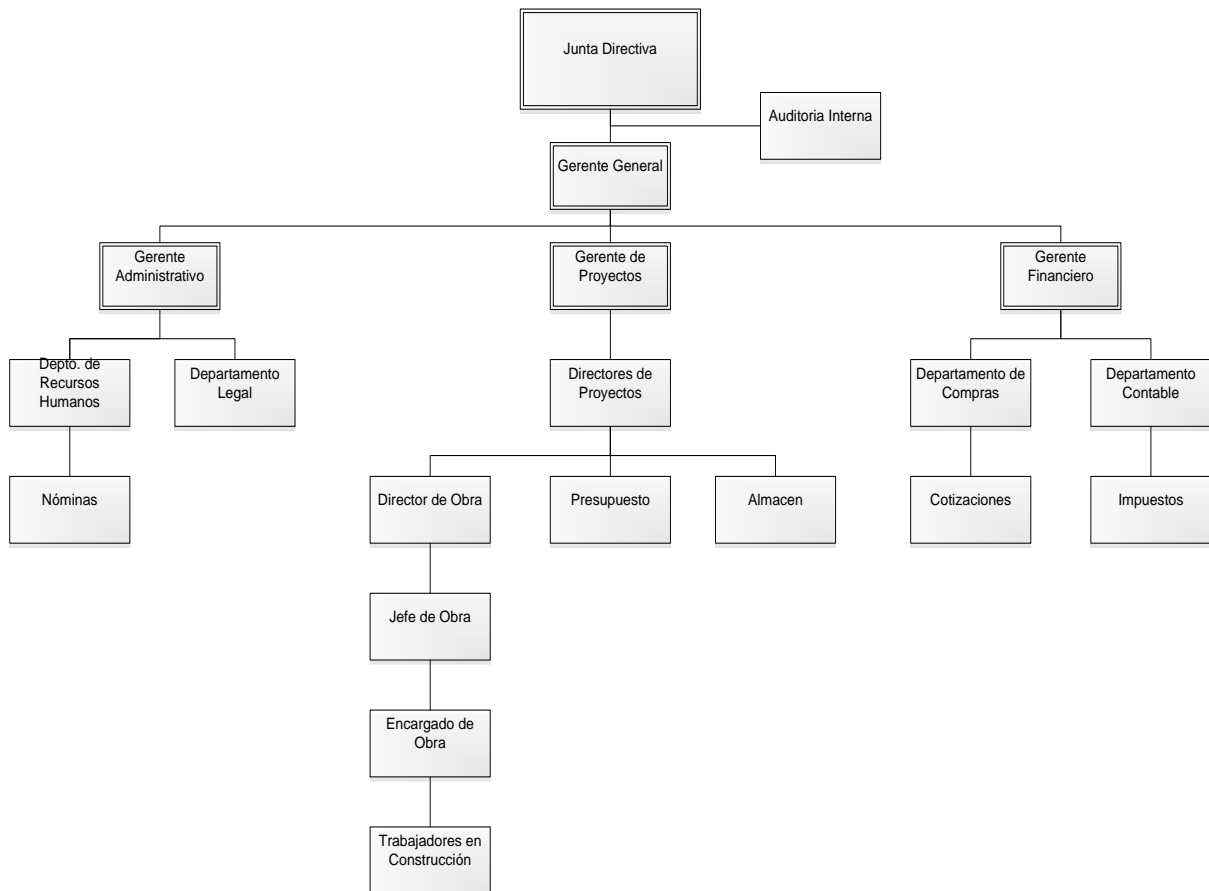 Junta Directiva
Auditoria Interna
Gerente General
Gerente
Administrativo
Gerente de
Proyectos
Gerente
Financiero
Depto. de
Recursos
Humanos
Departamento
Legal
Directores de
Proyectos
Departamento de
Compras
Departamento
Contable
Nóminas
Director de Obra
Presupuesto
Almacen
Cotizaciones
Impuestos
Jefe de Obra
Encargado de
Obra
Trabajadores en
Construcción